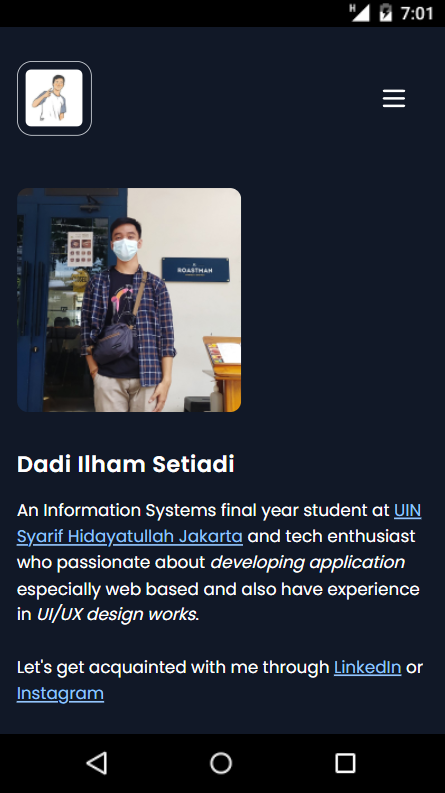 H 7:01
ROASTMAN
Dadi Ilham Setiadi
An Information Systems final year student at UIN
Syarif Hidayatullah Jakarta and tech enthusiast
who passionate about developing application
especially web based and also have experience
in UI/UX design works.
Let's get acquainted with me through LinkedIn or
Instagram